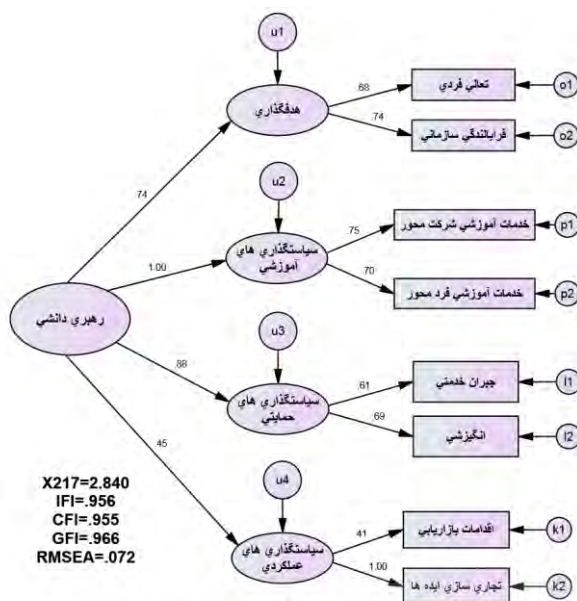 u1
هدفگذاري
.68
تعالي فردي
o1
.74
فرابالندگي سازماني
o2
.74
u2
سياستگذاري هاي
آموزشي
.75
خدمات آموزشي شركت محور
p1
.70
خدمات آموزشي فرد محور
p2
1.00
رهبري دانشي
u3
سياستگذاري هاي
حمايتي
.61
جبران خدمتي
l1
.69
انگيزشي
l2
.88
.45
u4
سياستگذاري هاي
عملكردي
.41
اقدامات بازاريابي
k1
1.00
تجاري سازي ايده ها
k2
X217=2.840
IFI=.956
CFI=.955
GFI=.966
RMSEA=.072